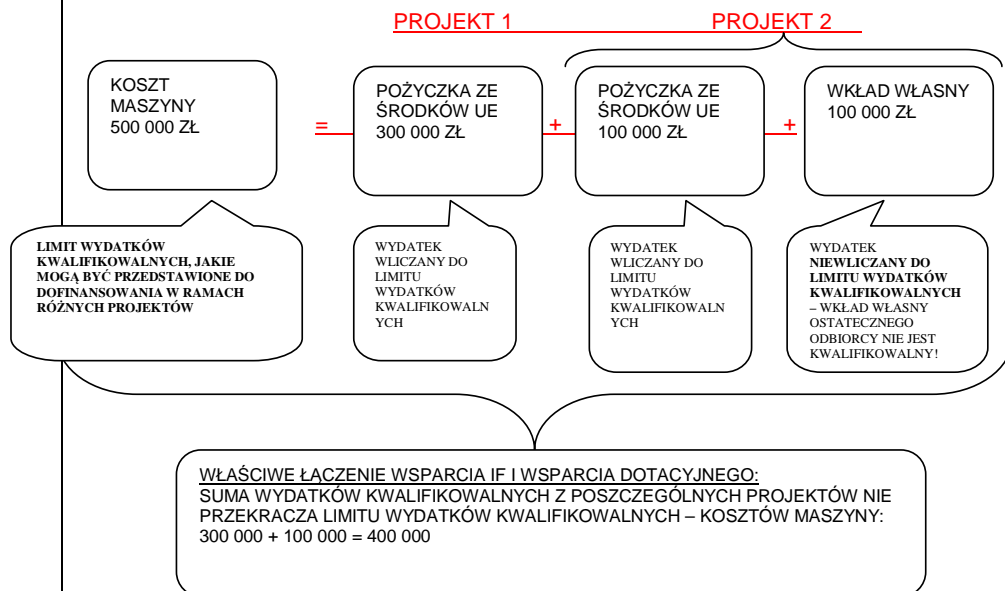 PROJEKT 1
PROJEKT 2
KOSZT
MASZYNY
500 000 ZŁ
=
POŻYCZKA ZE
ŚRODKÓW UE
300 000 ZŁ
+
POŻYCZKA ZE
ŚRODKÓW UE
100 000 ZŁ
+
WKŁAD WŁASNY
100 000 ZŁ
LIMIT WYDATKÓW
KWALIFIKOWALNYCH, JAKIE
MOGĄ BYĆ PRZEDSTAWIONE DO
DOFINANSOWANIA W RAMACH
RÓŻNYCH PROJEKTÓW
WYDATEK
WLICZANY DO
LIMITU
WYDATKÓW
KWALIFIKOWALN
YCH
WYDATEK
WLICZANY DO
LIMITU
WYDATKÓW
KWALIFIKOWALN
YCH
WYDATEK
NIEWLICZANY DO
LIMITU WYDATKÓW
KWALIFIKOWALNYCH
– WKŁAD WŁASNY
OSTATECZNEGO
ODBIORCY NIE JEST
KWALIFIKOWALNY!
WŁAŚCIWE ŁĄCZENIE WSPARCIA IF I WSPARCIA DOTACYJNEGO:
SUMA WYDATKÓW KWALIFIKOWALNYCH Z POSZCZEGÓLNYCH PROJEKTÓW NIE
PRZEKRACZA LIMITU WYDATKÓW KWALIFIKOWALNYCH – KOSZTÓW MASZYNY:
300 000 + 100 000 = 400 000